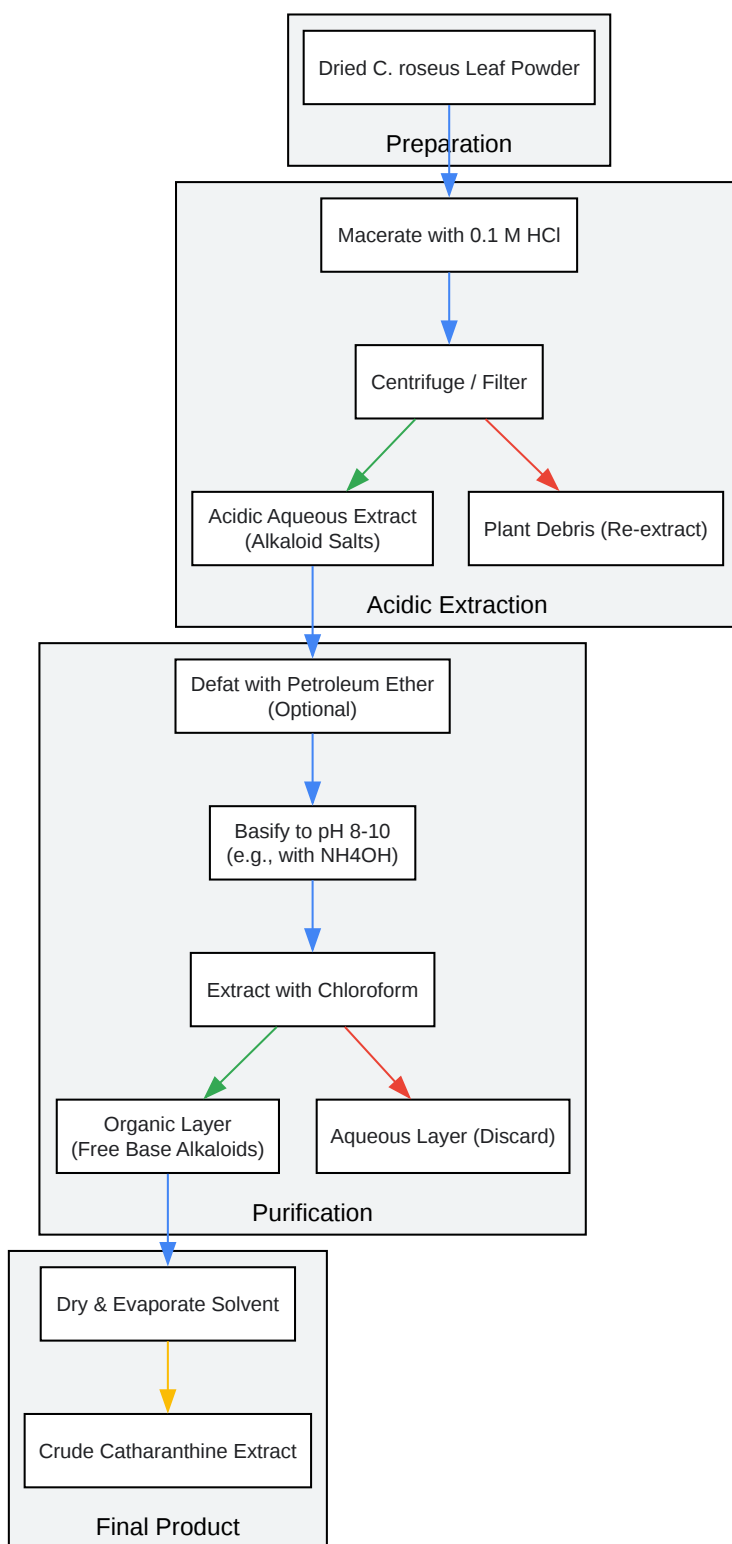 Dried C. roseus Leaf Powder
Preparation
Macerate with 0.1 M HCl
Centrifuge / Filter
Acidic Aqueous Extract
(Alkaloid Salts)
Plant Debris (Re-extract)
Acidic Extraction
Defat with Petroleum Ether
(Optional)
Basify to pH 8-10
(e.g., with NH4OH)
Extract with Chloroform
Organic Layer
(Free Base Alkaloids)
Aqueous Layer (Discard)
Purification
Dry & Evaporate Solvent
Crude Catharanthine Extract
Final Product